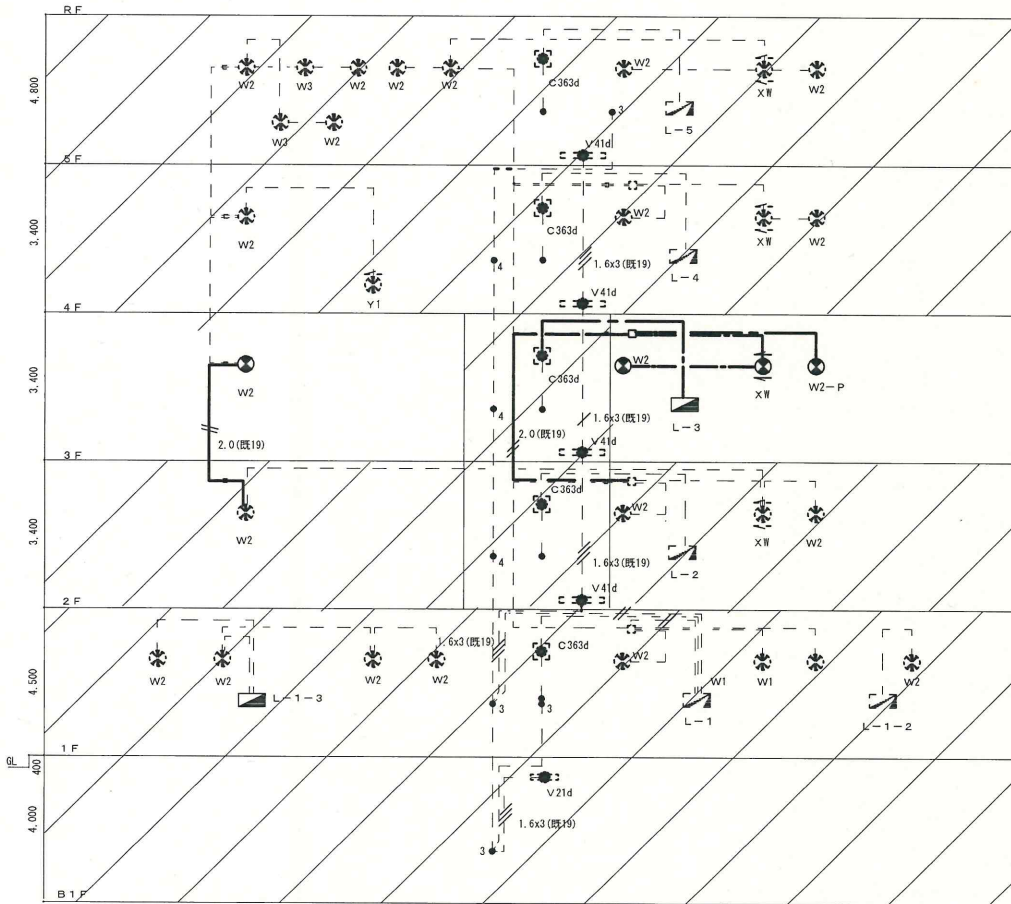 RF
4.800
W2
W3
W2
W2
W2
C363d
W2
XW
W2
W3
W2
3
L-5
V41d
5F
3.400
W2
Y1
C363d
W2
XW
W2
4
1.6x3(既19)
L-4
V41d
4F
3.400
W2
C363d
W2
XW
W2-P
4
2.0(既19)
2.0(既19)
1.6x3(既19)
L-3
V41d
3F
3.400
W2
C363d
W2
XW
W2
4
1.6x3(既19)
L-2
V41d
2F
4.500
1.6x3(既19)
C363d
W2
W2
W2
W2
W2
W1
W1
W2
L-1-3
3
3
L-1
L-1-2
1F
GL
400
V21d
4.000
1.6x3(既19)
3
B1F